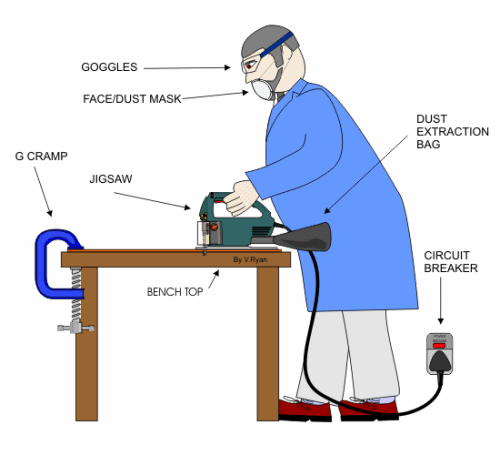 GOGGLES
FACE/DUST MASK
DUST
EXTRACTION
BAG
G CRAMP
JIGSAW
CIRCUIT
BREAKER
By V.Ryan
BENCH TOP